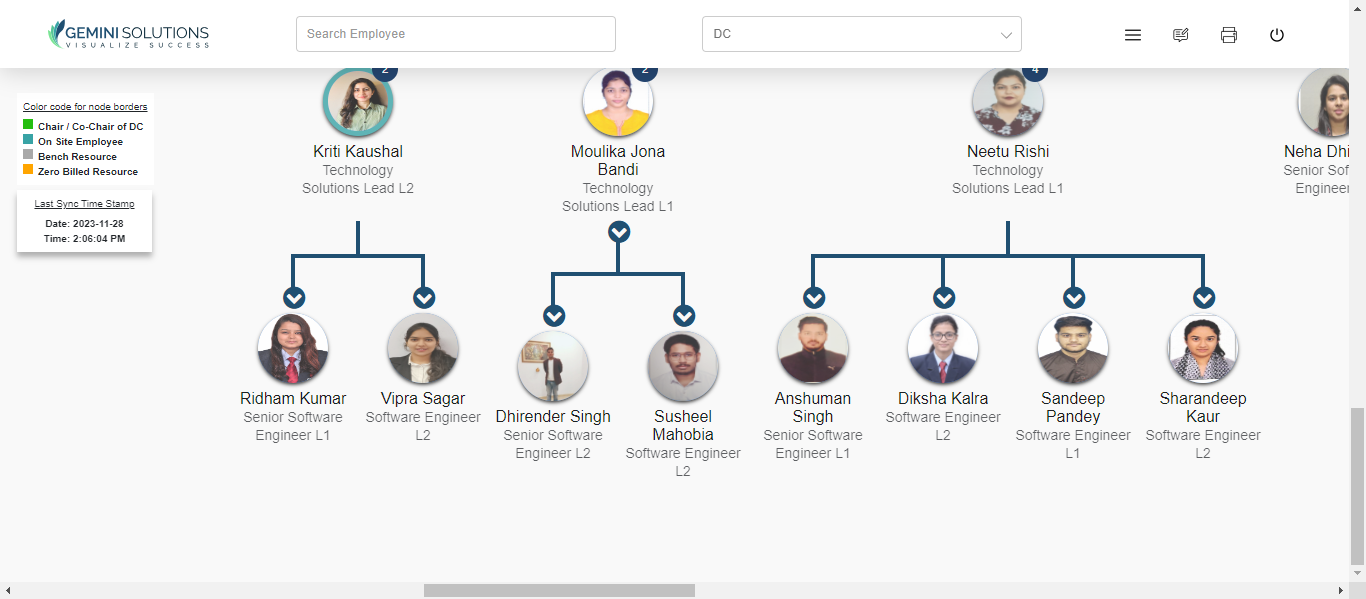 GEMINI SOLUTIONS
VISUALIZE SUCCESS
Search Employee
DC
Color code for node borders
Chair / Co-Chair of DC
On Site Employee
Bench Resource
Zero Billed Resource
Last Sync Time Stamp
Date: 2023-11-28
Time: 2:06:04 PM
2
Kriti Kaushal
Technology
Solutions Lead L2
2
Moulika Jona
Bandi
Technology
Solutions Lead L1
4
Neetu Rishi
Technology
Solutions Lead L1
Neha Dhi
Senior Sof
Engineer
Ridham Kumar
Senior Software
Engineer L1
Vipra Sagar
Software Engineer
L2
Dhirender Singh
Senior Software
Engineer L2
Susheel
Mahobia
Software Engineer
L2
Anshuman
Singh
Senior Software
Engineer L1
Diksha Kalra
Software Engineer
L2
Sandeep
Pandey
Software Engineer
L1
Sharandeep
Kaur
Software Engineer
L2